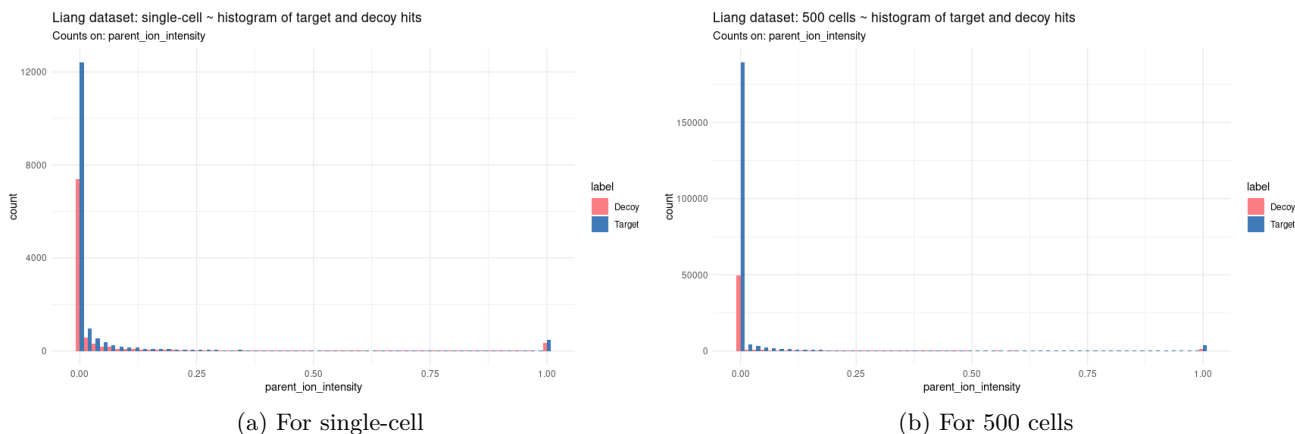 Liang dataset: single-cell ~ histogram of target and decoy hits
Counts on: parent_ion_intensity
12000
8000
4000
0
count
0.00 0.25 0.50 0.75 1.00
parent_ion_intensity
label
Decoy
Target
(a) For single-cell
Liang dataset: 500 cells ~ histogram of target and decoy hits
Counts on: parent_ion_intensity
150000
100000
50000
0
count
0.00 0.25 0.50 0.75 1.00
parent_ion_intensity
label
Decoy
Target
(b) For 500 cells